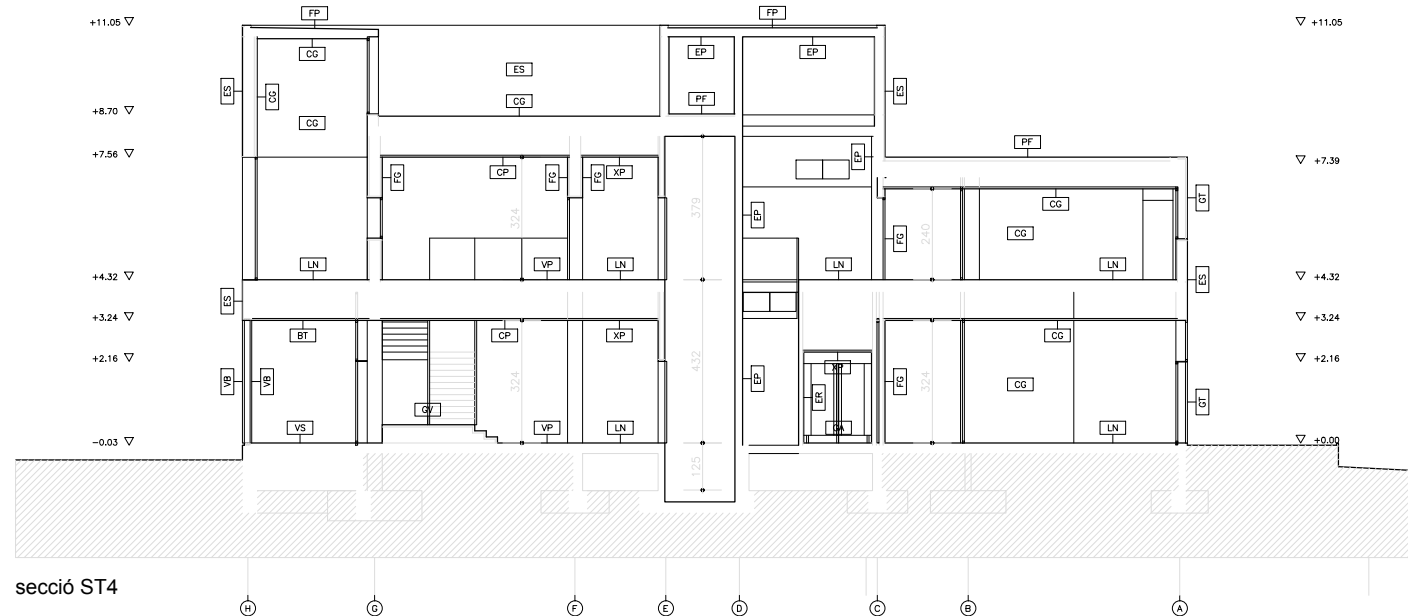 FP
FP
+11.05
+11.05
CG
EP
EP
ES
ES
CG
ES
CG
PF
ES
+8.70
CG
PF
+7.56
+7.39
EP
FG
CP
FG
FG
XP
324
379
EP
GT
CG
FG
240
CG
LN
VP
LN
LN
LN
+4.32
+4.32
ES
ES
+3.24
+3.24
BT
CP
XP
CG
+2.16
+2.16
VB
VB
324
432
EP
XP
ER
FG
324
CG
GT
GV
VS
VP
LN
GA
LN
-0.03
+0.00
125
secció ST4
H
G
F
E
D
C
B
A